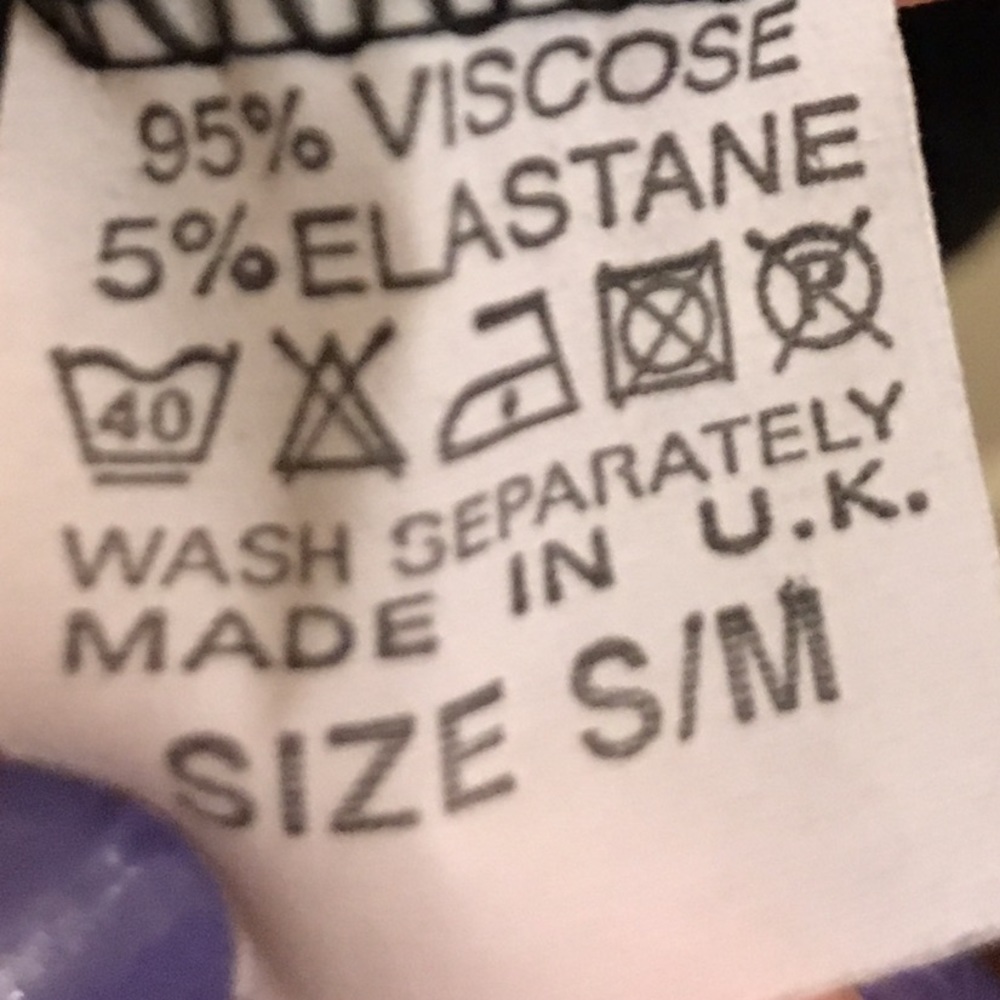 95% VISCOSE
5% ELASTANE
40 P
WASH SEPARATELY
MADE IN U.K.
SIZE S/M